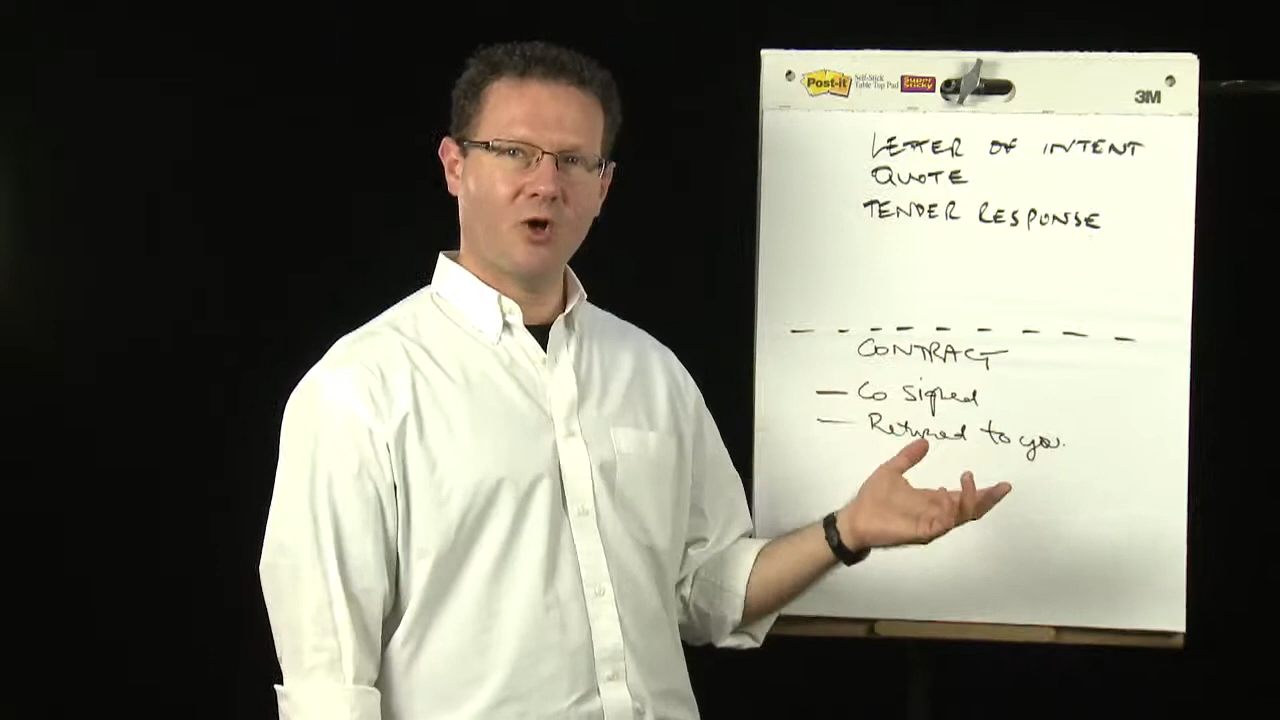 Post-it
Self-Stick
Table Top Pad
Super
Sticky
3M
LETTER OF INTENT
QUOTE
TENDER RESPONSE
CONTRACT
— Co Signed
— Returned to you.